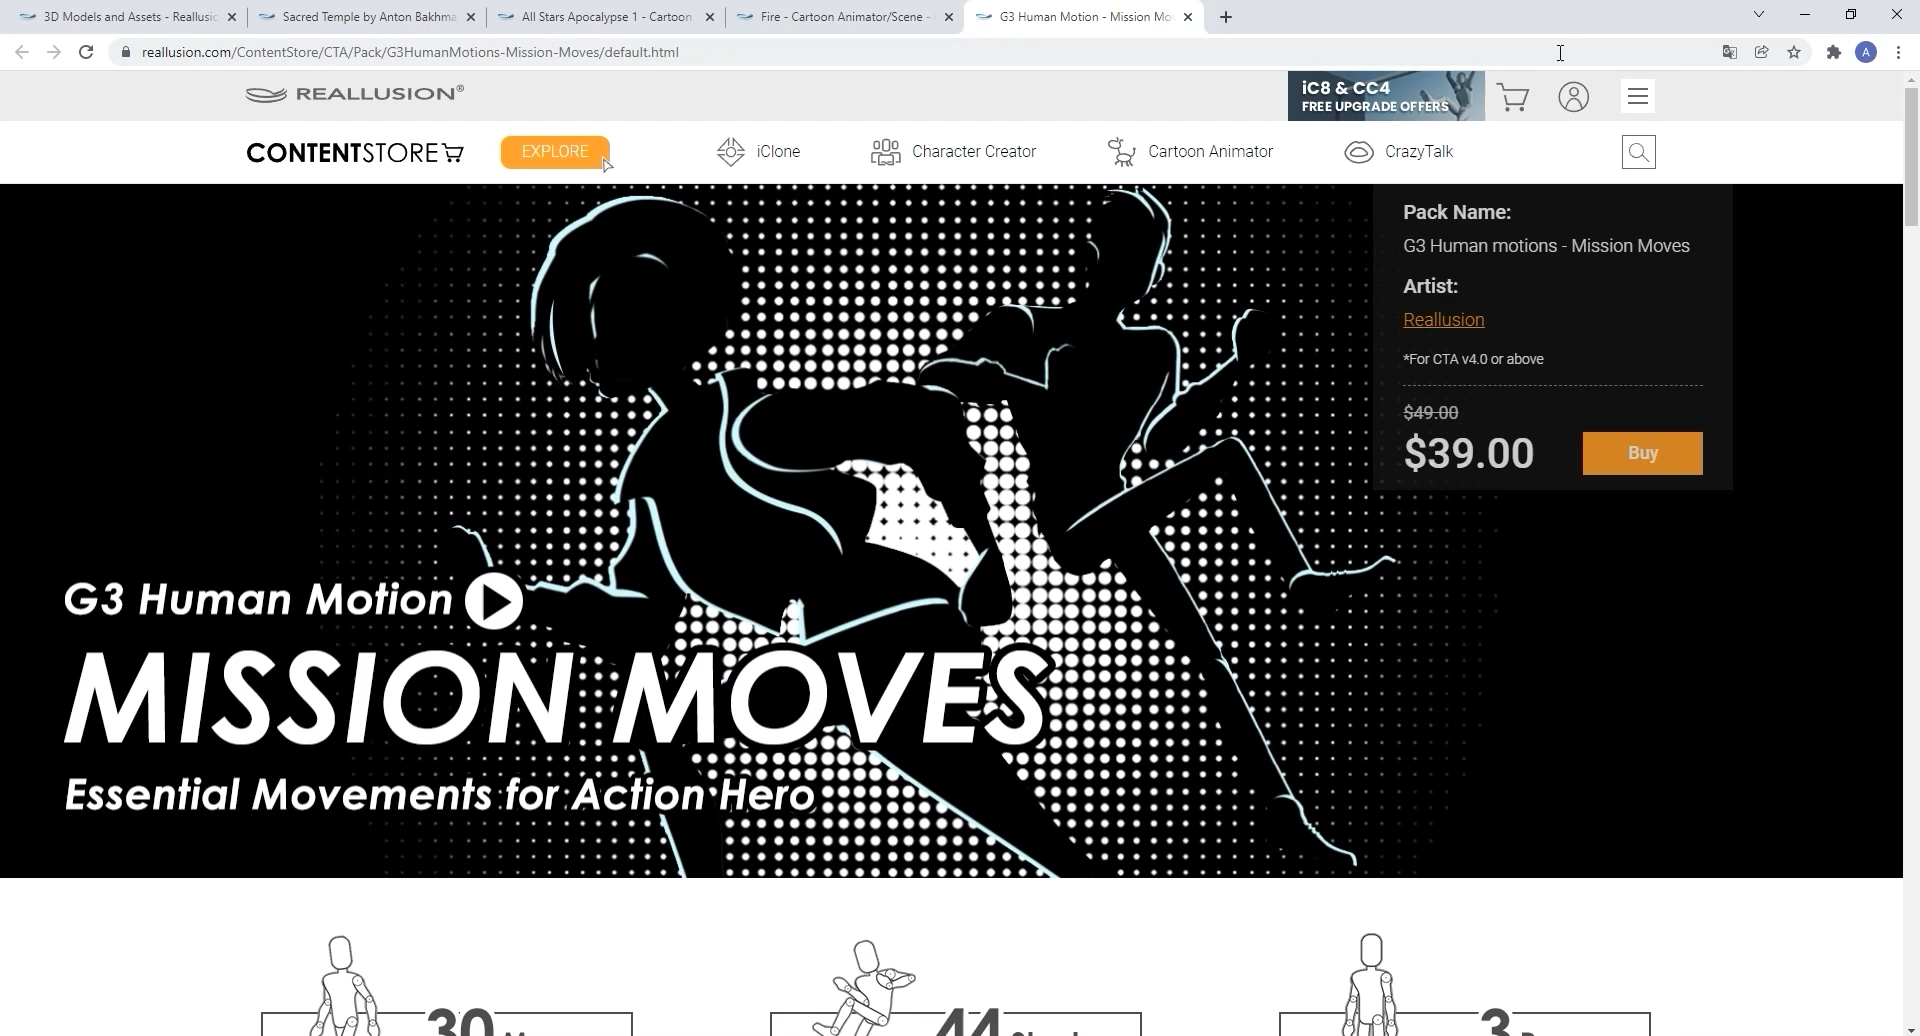 3D Models and Assets - Reallusic
Sacred Temple by Anton Bakhma
All Stars Apocalypse 1 - Cartoon
Fire - Cartoon Animator/Scene -
G3 Human Motion - Mission Mo
reallusion.com/ContentStore/CTA/Pack/G3HumanMotions-Mission-Moves/default.html
A
REALLUSION®
iC8 & CC4
FREE UPGRADE OFFERS
CONTENTSTORE
EXPLORE
iClone
Character Creator
Cartoon Animator
CrazyTalk
Pack Name:
G3 Human motions - Mission Moves
Artist:
Reallusion
*For CTA v4.0 or above
$49.00
$39.00
Buy
G3 Human Motion
MISSION MOVES
Essential Movements for Action Hero
30
44
3